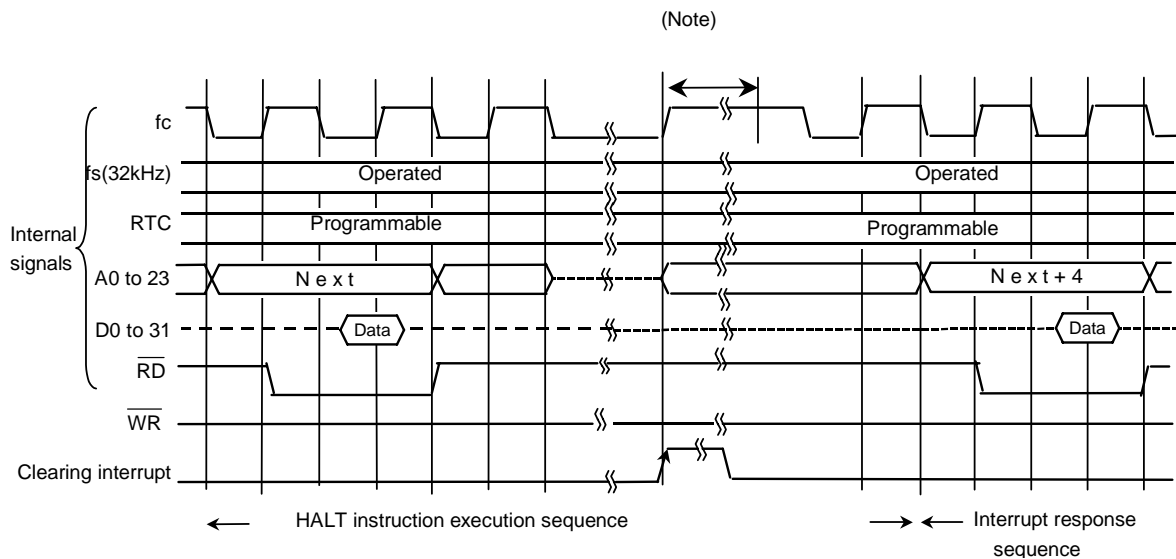 (Note)
fc
fs(32kHz)
Operated
Operated
RTC
Programmable
Programmable
Internal
signals
A0 to 23
N e x t
N e x t + 4
D0 to 31
Data
Data
RD
WR
Clearing interrupt
HALT instruction execution sequence
Interrupt response
sequence